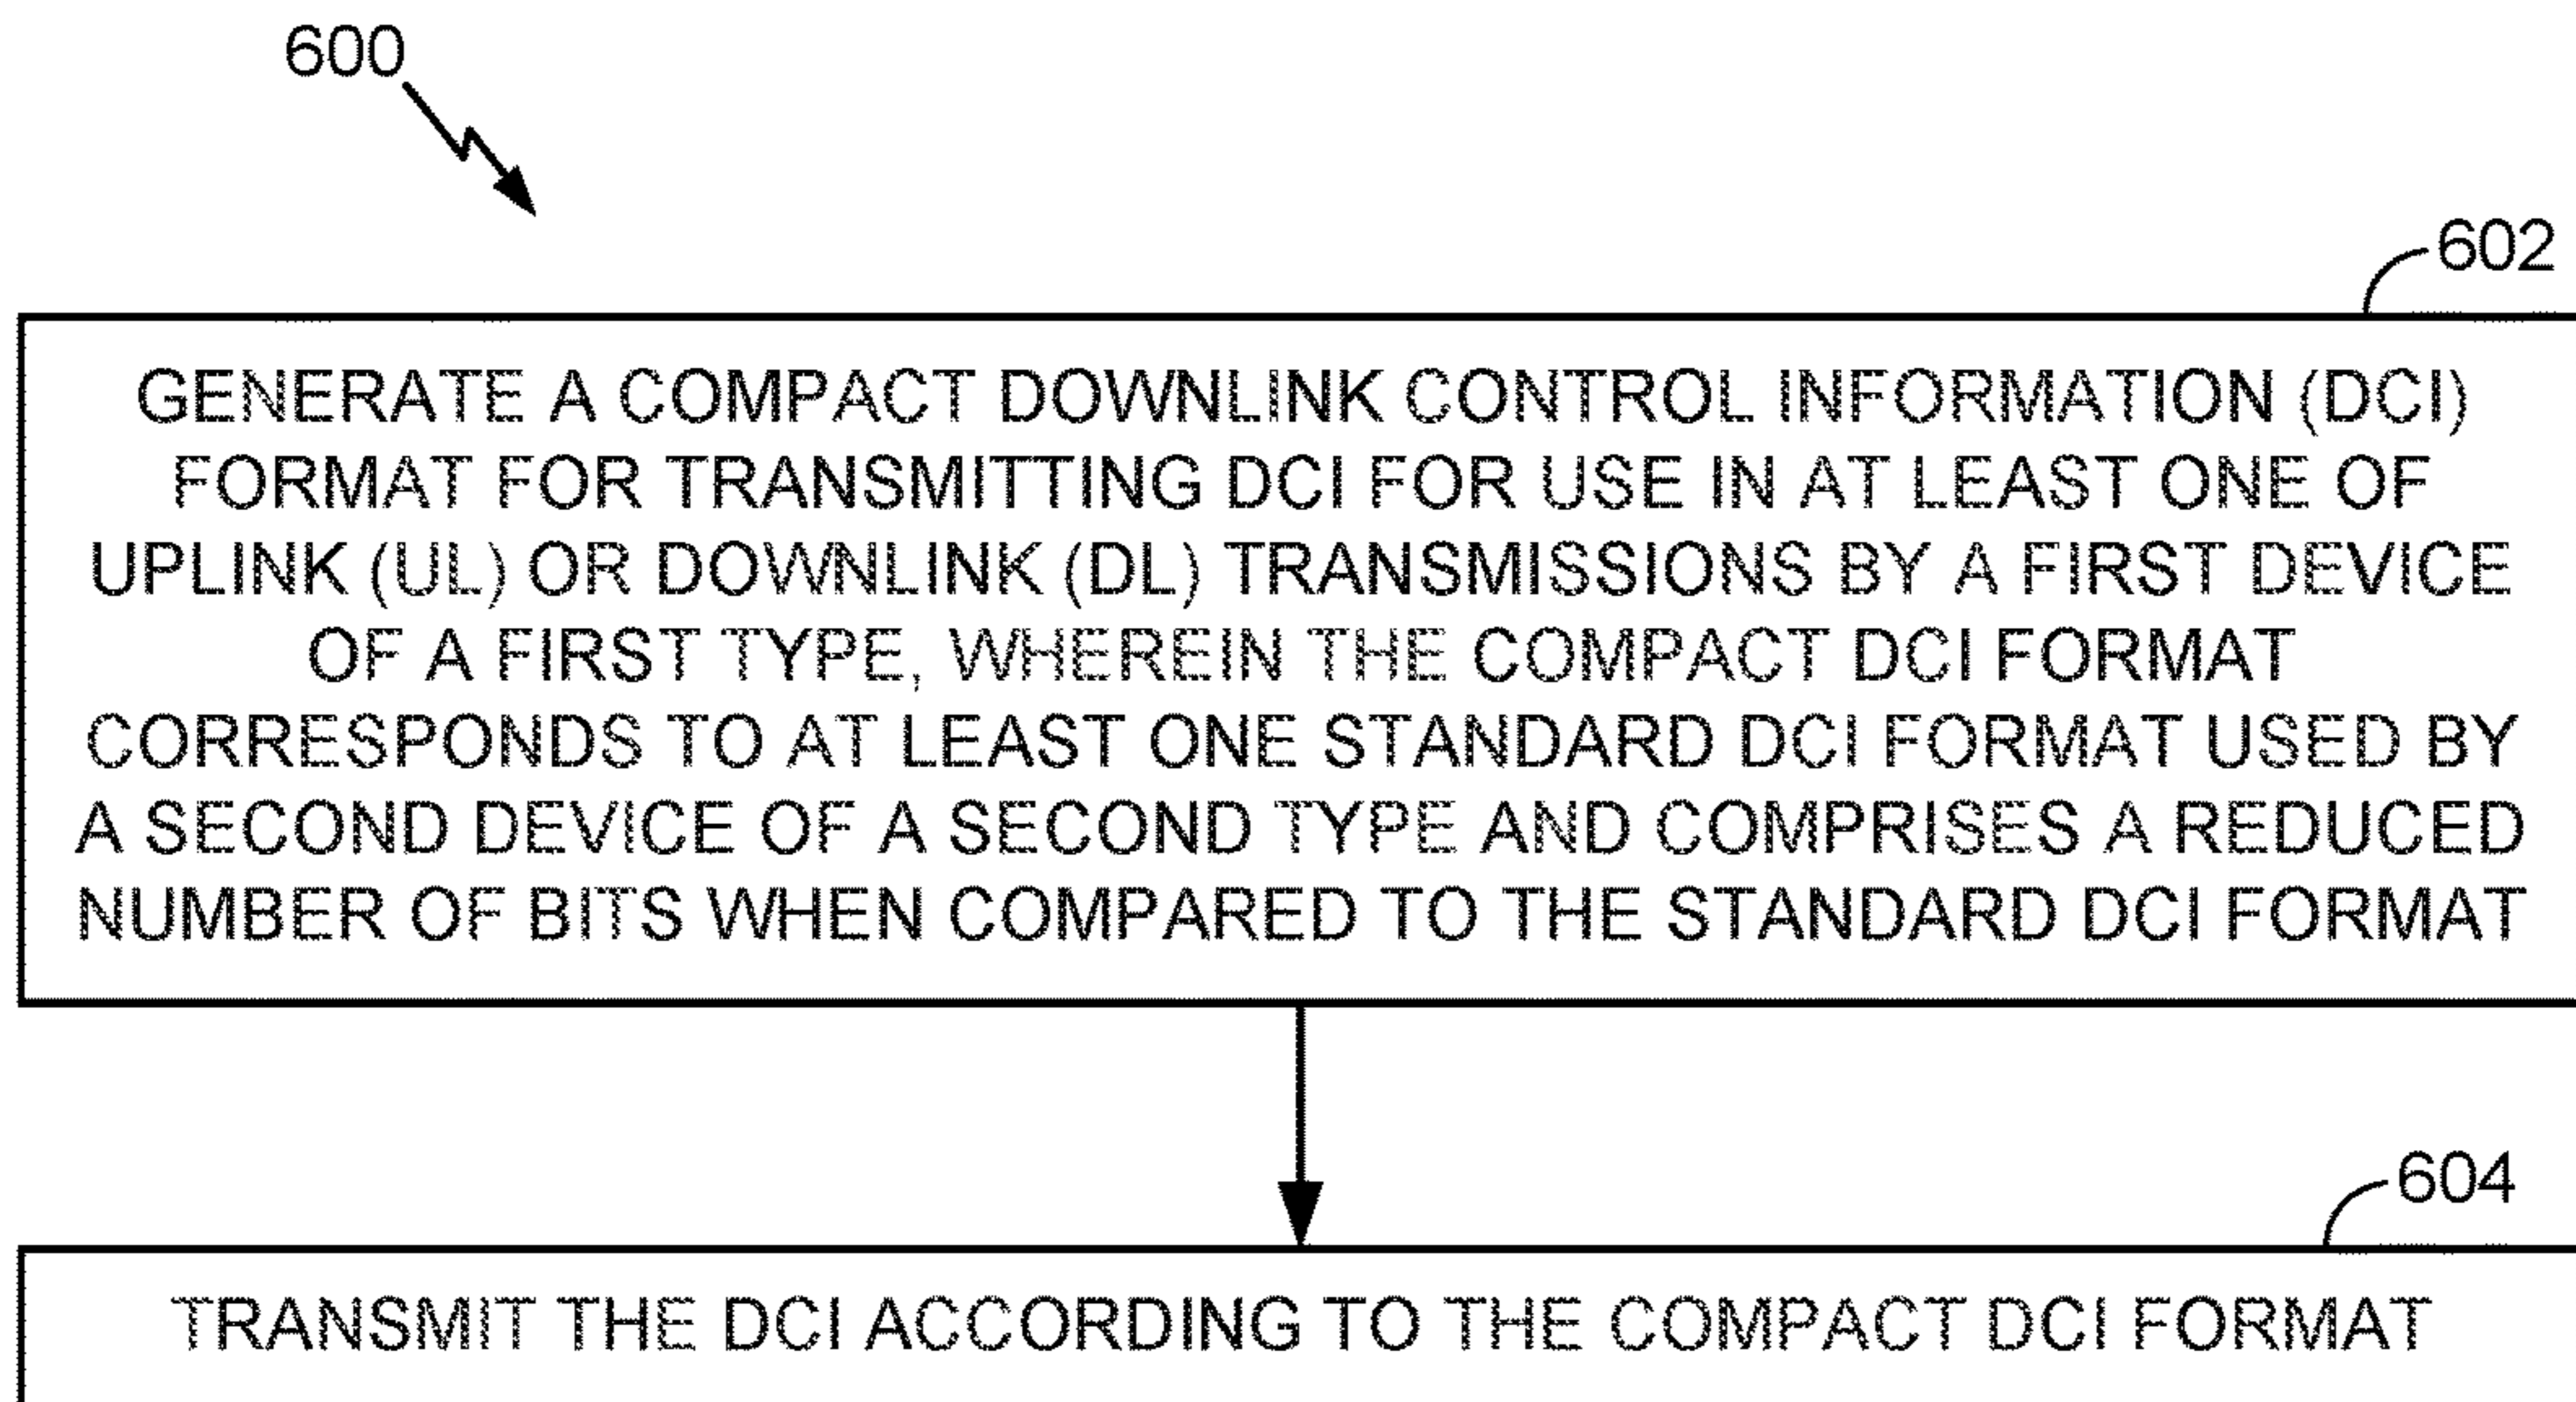 600
602
GENERATE A COMPACT DOWNLINK CONTROL INFORMATION (DCI)
FORMAT FOR TRANSMITTING DCI FOR USE IN AT LEAST ONE OF
UPLINK (UL) OR DOWNLINK (DL) TRANSMISSIONS BY A FIRST DEVICE
OF A FIRST TYPE, WHEREIN THE COMPACT DCI FORMAT
CORRESPONDS TO AT LEAST ONE STANDARD DCI FORMAT USED BY
A SECOND DEVICE OF A SECOND TYPE AND COMPRISES A REDUCED
NUMBER OF BITS WHEN COMPARED TO THE STANDARD DCI FORMAT
604
TRANSMIT THE DCI ACCORDING TO THE COMPACT DCI FORMAT